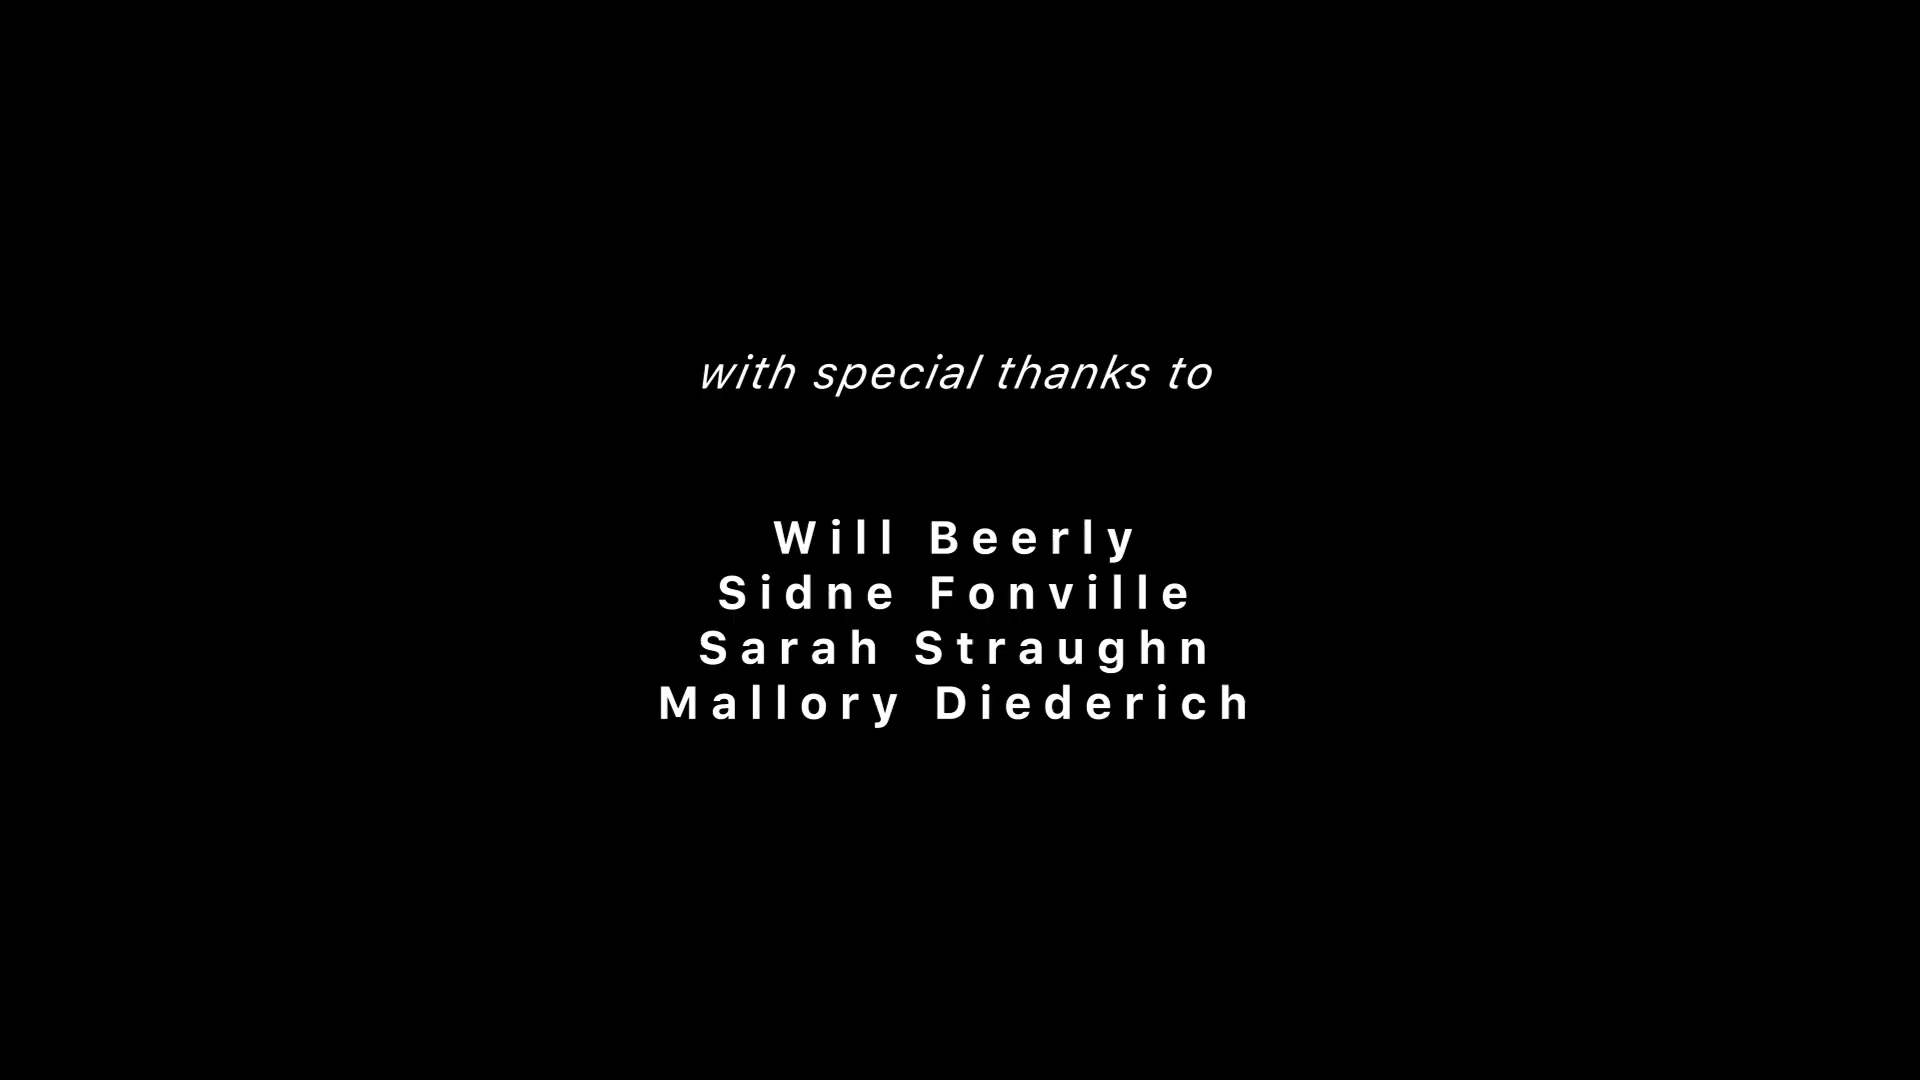 with special thanks to
Will Beerly
Sidne Fonville
Sarah Straughn
Mallory Diederich